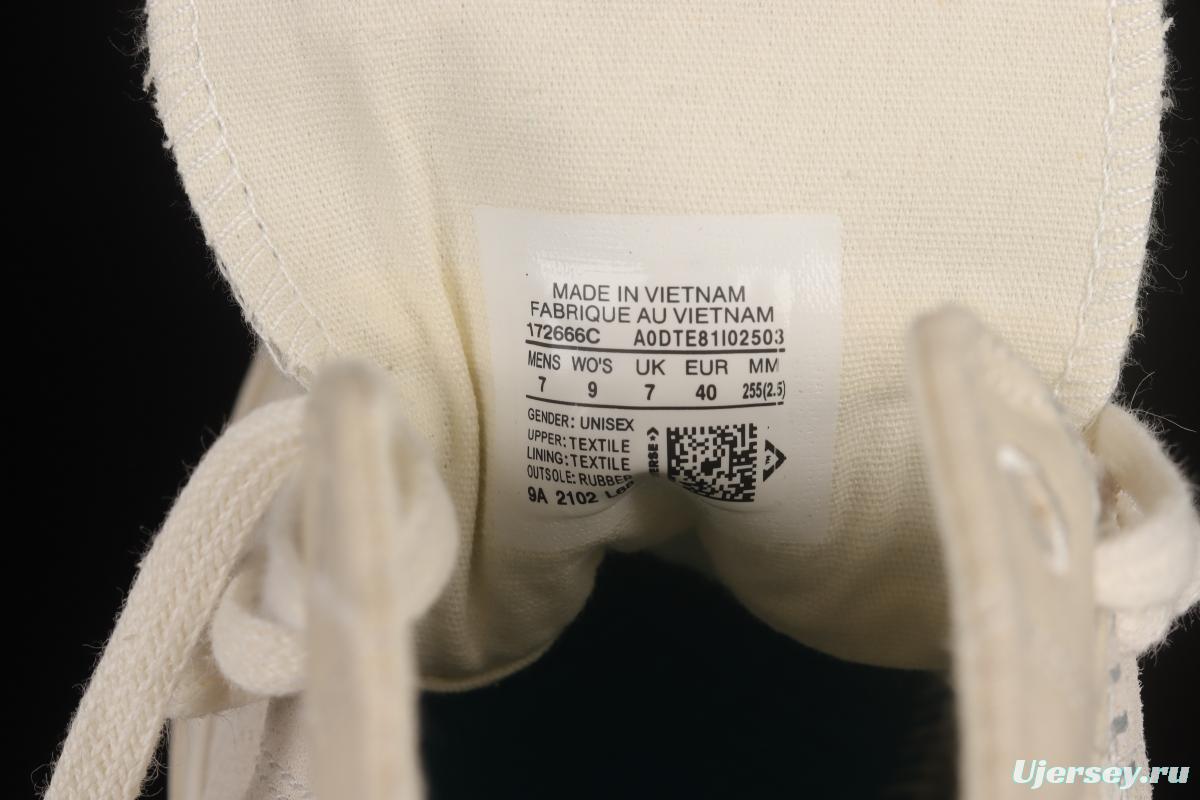 MADE IN VIETNAM
FABRIQUE AU VIETNAM
172666C A0DTE81I02503
MENS WO'S UK EUR MM
7 9 7 40 255(2.5)
GENDER: UNISEX
UPPER: TEXTILE
LINING: TEXTILE
OUTSOLE: RUBBER
9A 2102
Ujersey.ru